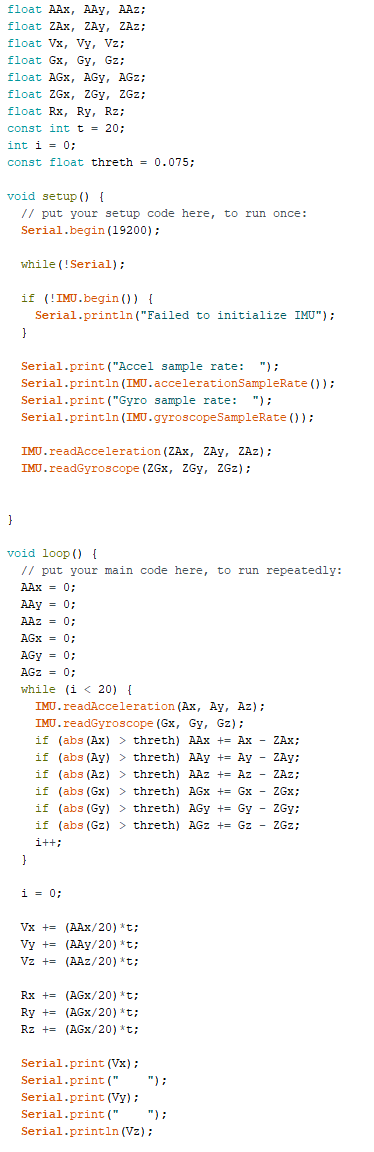 float AAx, AAy, AAz;
float ZAx, ZAy, ZAz;
float Vx, Vy, Vz;
float Gx, Gy, Gz;
float AGx, AGy, AGz;
float ZGx, ZGy, ZGz;
float Rx, Ry, Rz;
const int t = 20;
int i = 0;
const float threth = 0.075;

void setup() {
  // put your setup code here, to run once:
  Serial.begin(19200);

  while(!Serial);

  if (!IMU.begin()) {
    Serial.println("Failed to initialize IMU");
  }

  Serial.print("Accel sample rate:  ");
  Serial.println(IMU.accelerationSampleRate());
  Serial.print("Gyro sample rate:  ");
  Serial.println(IMU.gyroscopeSampleRate());

  IMU.readAcceleration(ZAx, ZAy, ZAz);
  IMU.readGyroscope(ZGx, ZGy, ZGz);


}

void loop() {
  // put your main code here, to run repeatedly:
  AAx = 0;
  AAy = 0;
  AAz = 0;
  AGx = 0;
  AGy = 0;
  AGz = 0;
  while (i < 20) {
    IMU.readAcceleration(Ax, Ay, Az);
    IMU.readGyroscope(Gx, Gy, Gz);
    if (abs(Ax) > threth) AAx += Ax - ZAx;
    if (abs(Ay) > threth) AAy += Ay - ZAy;
    if (abs(Az) > threth) AAz += Az - ZAz;
    if (abs(Gx) > threth) AGx += Gx - ZGx;
    if (abs(Gy) > threth) AGy += Gy - ZGy;
    if (abs(Gz) > threth) AGz += Gz - ZGz;
    i++;
  }

  i = 0;

  Vx += (AAx/20)*t;
  Vy += (AAy/20)*t;
  Vz += (AAz/20)*t;

  Rx += (AGx/20)*t;
  Ry += (AGx/20)*t;
  Rz += (AGx/20)*t;

  Serial.print(Vx);
  Serial.print("    ");
  Serial.print(Vy);
  Serial.print("    ");
  Serial.println(Vz);